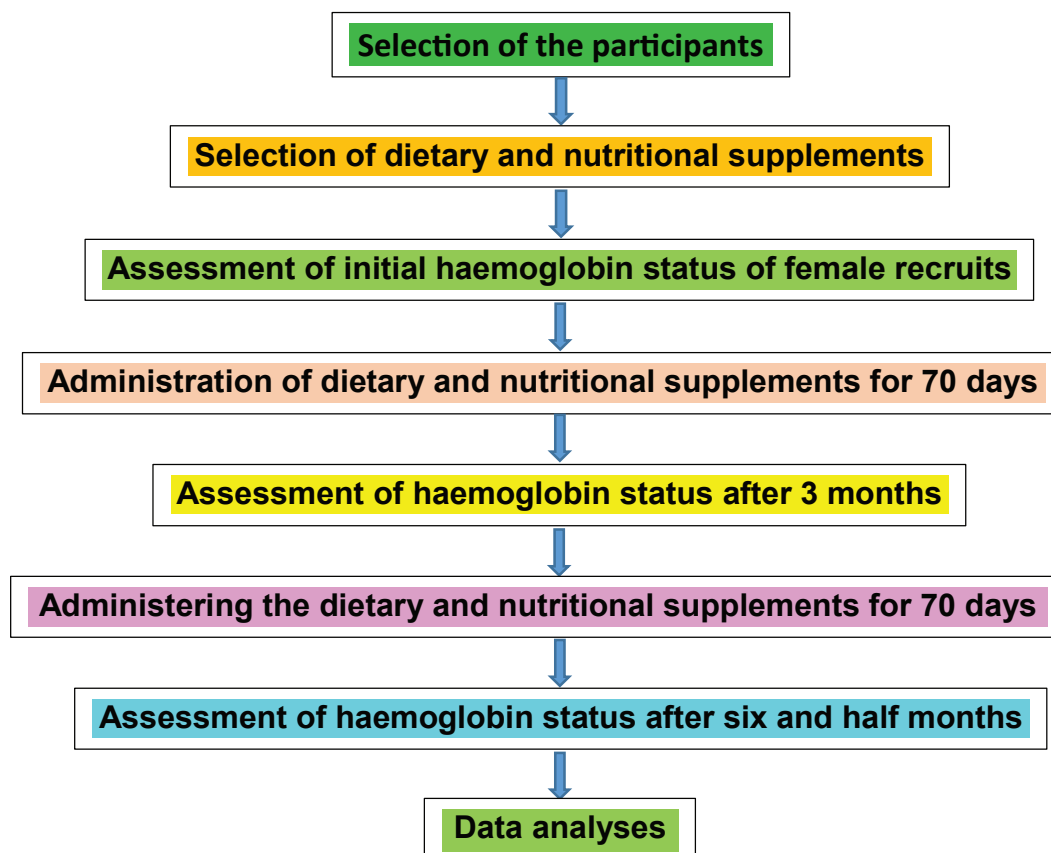 Selection of the participants
Selection of dietary and nutritional supplements
Assessment of initial haemoglobin status of female recruits
Administration of dietary and nutritional supplements for 70 days
Assessment of haemoglobin status after 3 months
Administering the dietary and nutritional supplements for 70 days
Assessment of haemoglobin status after six and half months
Data analyses